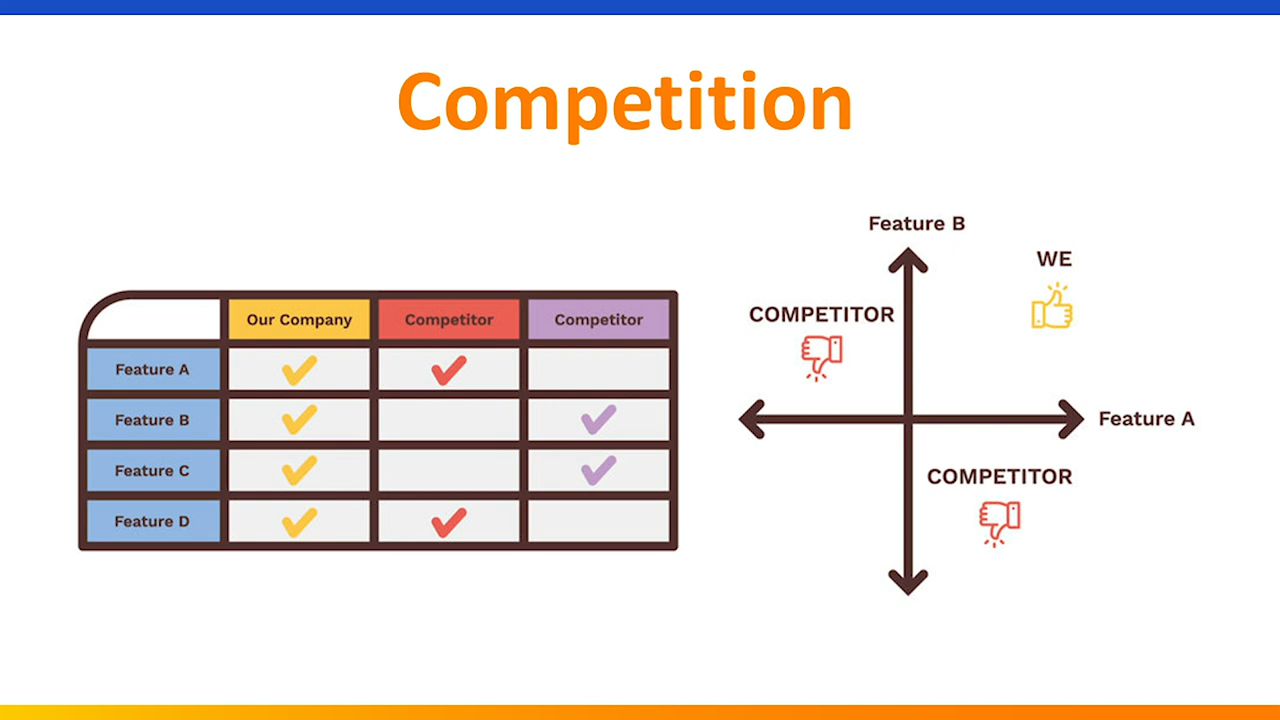 Competition
Our Company Competitor Competitor
Feature A
Feature B
Feature C
Feature D
Feature B
WE
COMPETITOR
Feature A
COMPETITOR